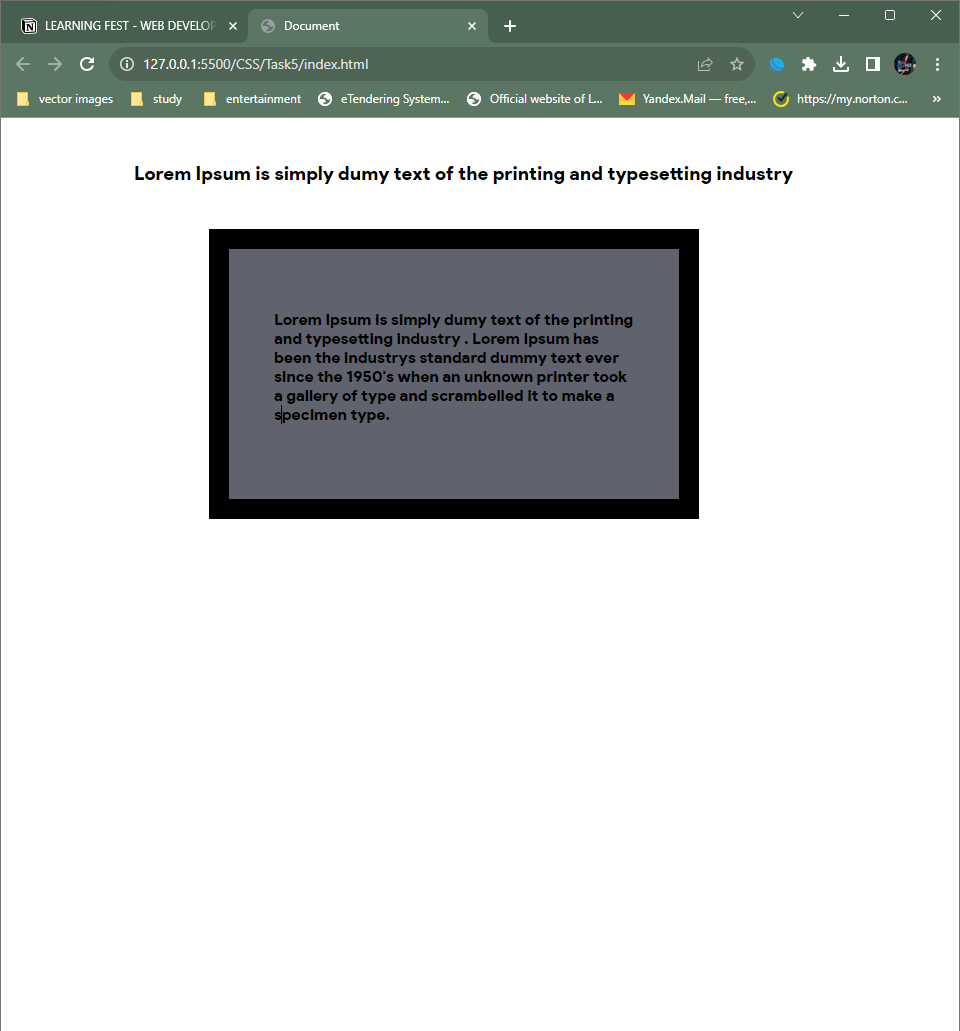 LEARNING FEST - WEB DEVELOP
Document
127.0.0.1:5500/CSS/Task5/index.html
vector images
study
entertainment
eTendering System...
Official website of L...
Yandex.Mail — free,...
https://my.norton.c...
Lorem Ipsum is simply dumy text of the printing and typesetting industry
Lorem Ipsum is simply dumy text of the printing
and typesetting industry . Lorem Ipsum has
been the industrys standard dummy text ever
since the 1950's when an unknown printer took
a gallery of type and scrambelled it to make a
specimen type.